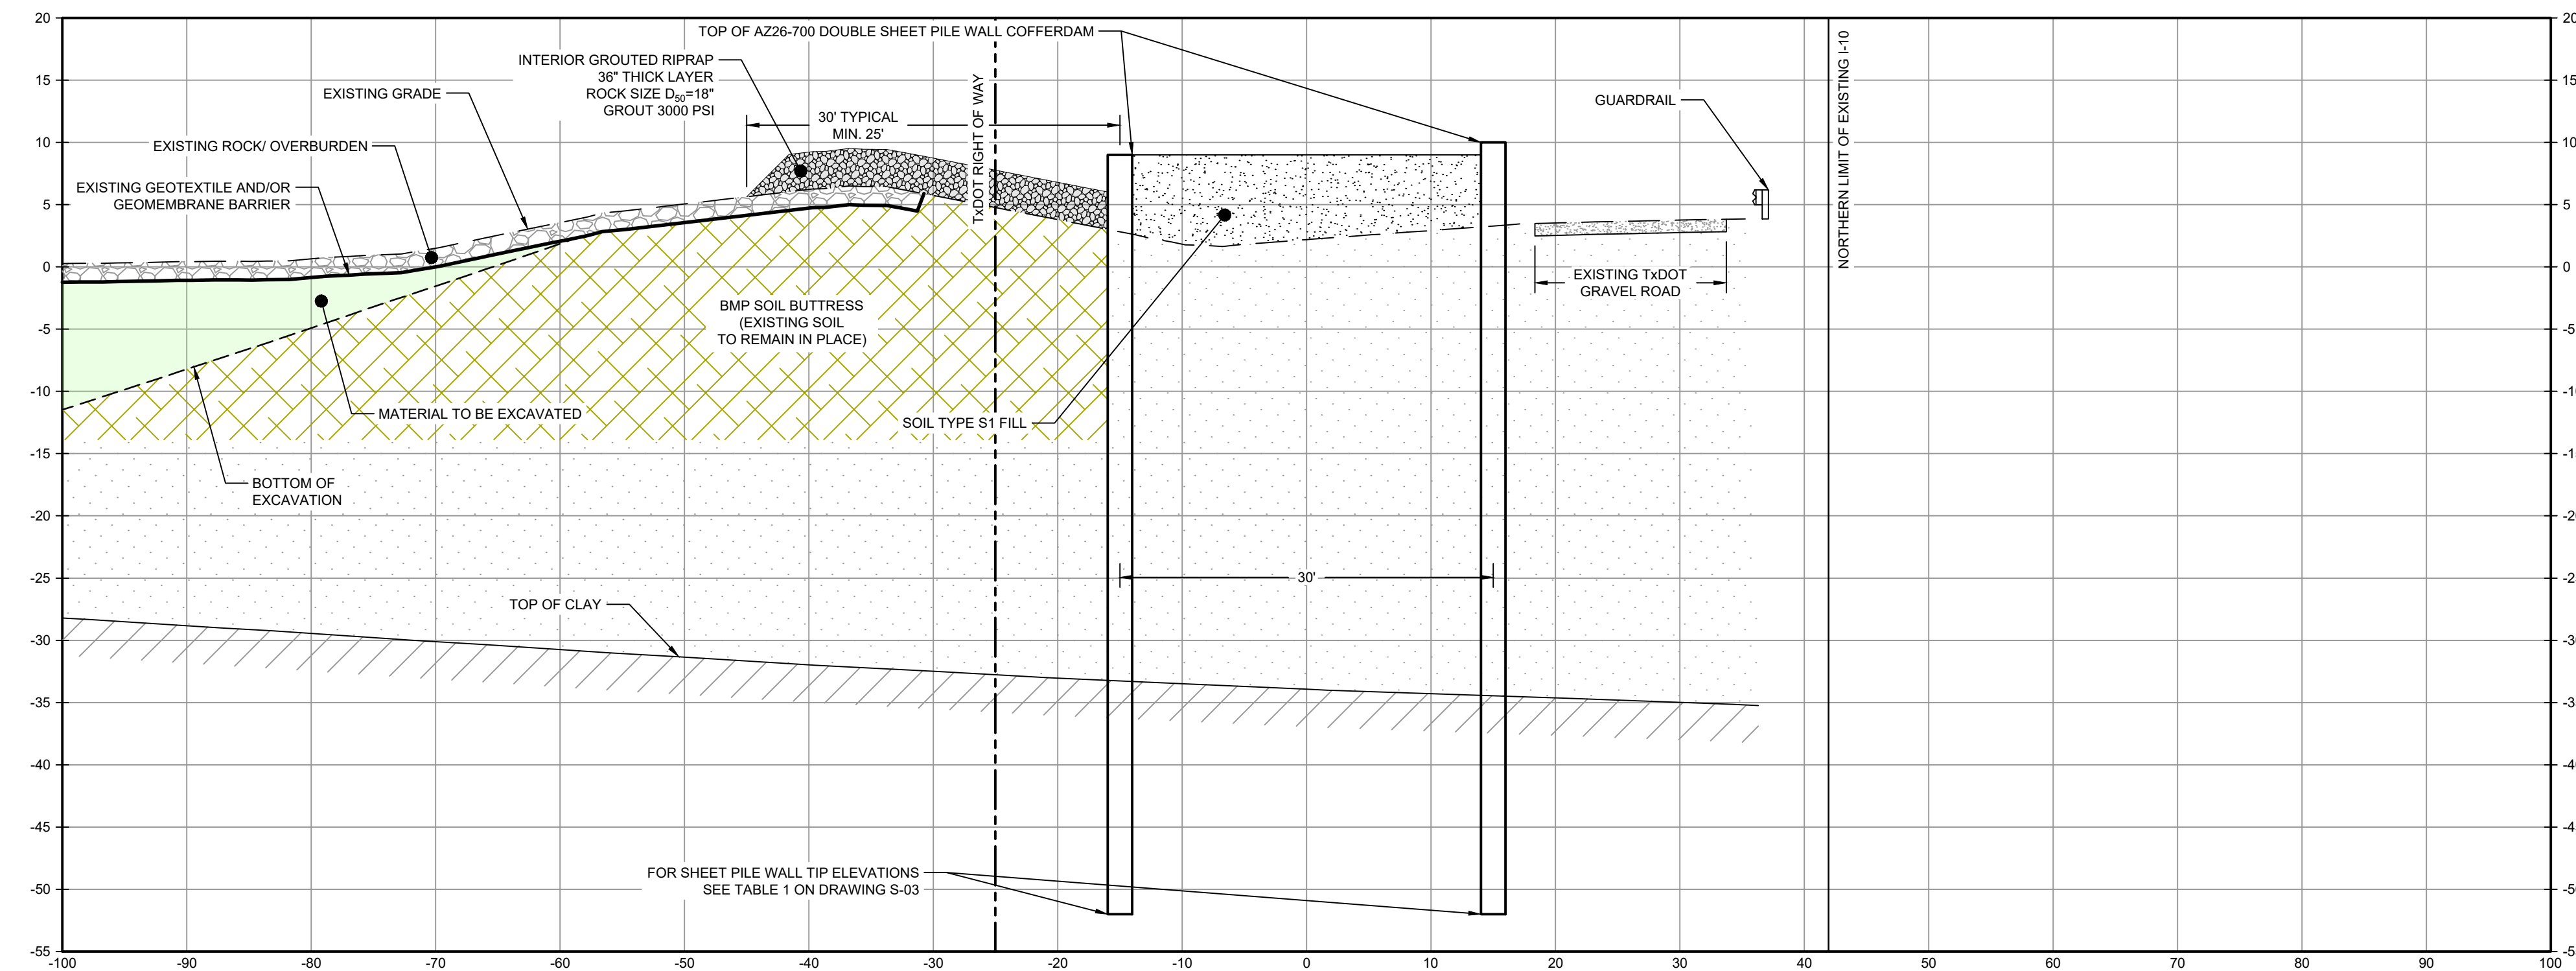 TOP OF AZ26-700 DOUBLE SHEET PILE WALL COFFERDAM
INTERIOR GROUTED RIPRAP
36" THICK LAYER
ROCK SIZE D50=18"
GROUT 3000 PSI
EXISTING GRADE
30' TYPICAL
MIN. 25'
TxDOT RIGHT OF WAY
GUARDRAIL
NORTHERN LIMIT OF EXISTING I-10
EXISTING ROCK/ OVERBURDEN
EXISTING GEOTEXTILE AND/OR
GEOMEMBRANE BARRIER
EXISTING TxDOT
GRAVEL ROAD
BMP SOIL BUTTRESS
(EXISTING SOIL
TO REMAIN IN PLACE)
MATERIAL TO BE EXCAVATED
SOIL TYPE S1 FILL
BOTTOM OF
EXCAVATION
30'
TOP OF CLAY
FOR SHEET PILE WALL TIP ELEVATIONS
SEE TABLE 1 ON DRAWING S-03
20
15
10
5
0
-5
-10
-15
-20
-25
-30
-35
-40
-45
-50
-55
-100 -90 -80 -70 -60 -50 -40 -30 -20 -10 0 10 20 30 40 50 60 70 80 90 100
15
10
5
0